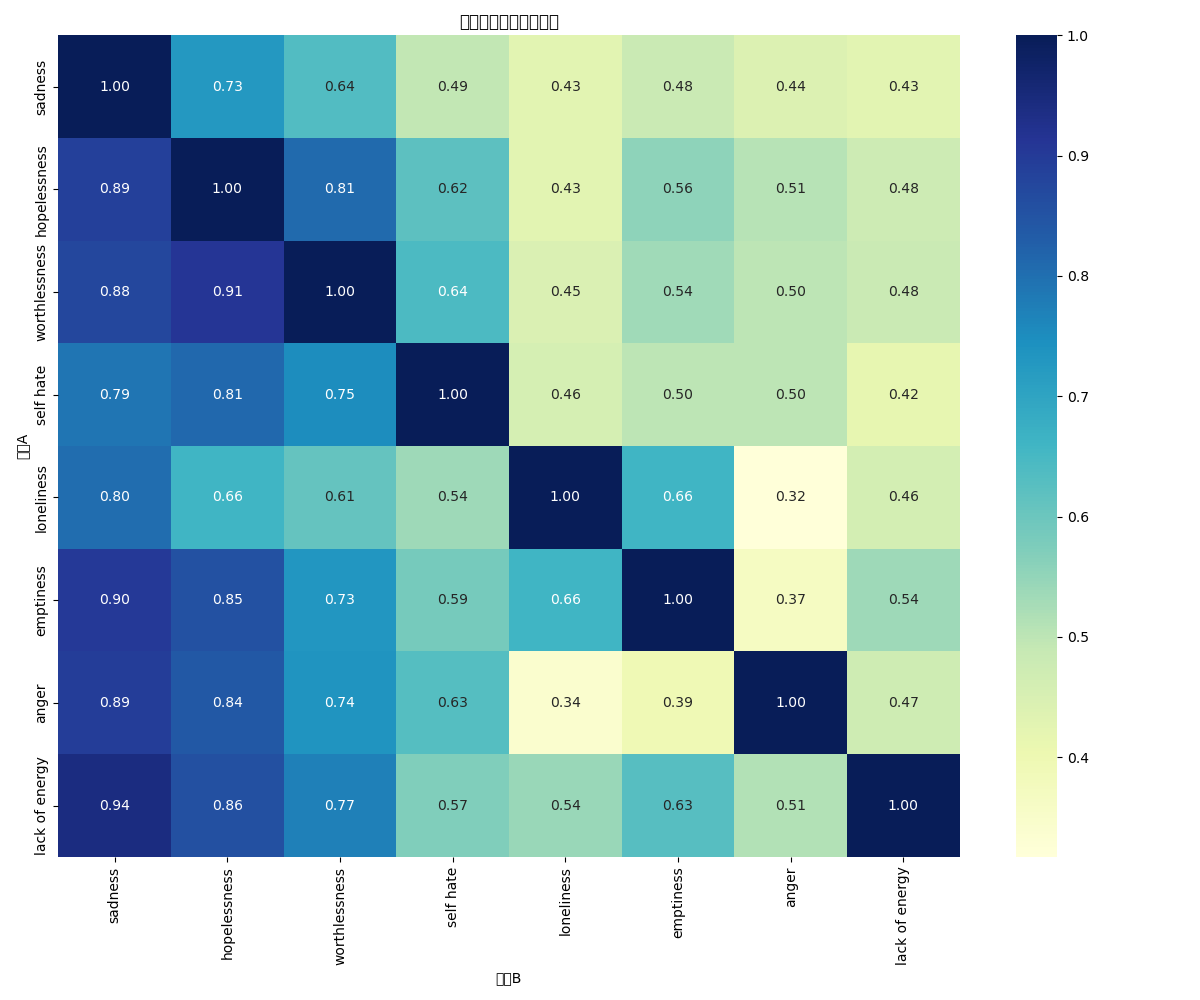 sadness 1.00 0.73 0.64 0.49 0.43 0.48 0.44 0.43
hopelessness 0.89 1.00 0.81 0.62 0.43 0.56 0.51 0.48
worthlessness 0.88 0.91 1.00 0.64 0.45 0.54 0.50 0.48
self hate 0.79 0.81 0.75 1.00 0.46 0.50 0.50 0.42
loneliness 0.80 0.66 0.61 0.54 1.00 0.66 0.32 0.46
emptiness 0.90 0.85 0.73 0.59 0.66 1.00 0.37 0.54
anger 0.89 0.84 0.74 0.63 0.34 0.39 1.00 0.47
lack of energy 0.94 0.86 0.77 0.57 0.54 0.63 0.51 1.00
A
sadness hopelessness worthlessness self hate loneliness emptiness anger lack of energy
B
1.0
0.9
0.8
0.7
0.6
0.5
0.4